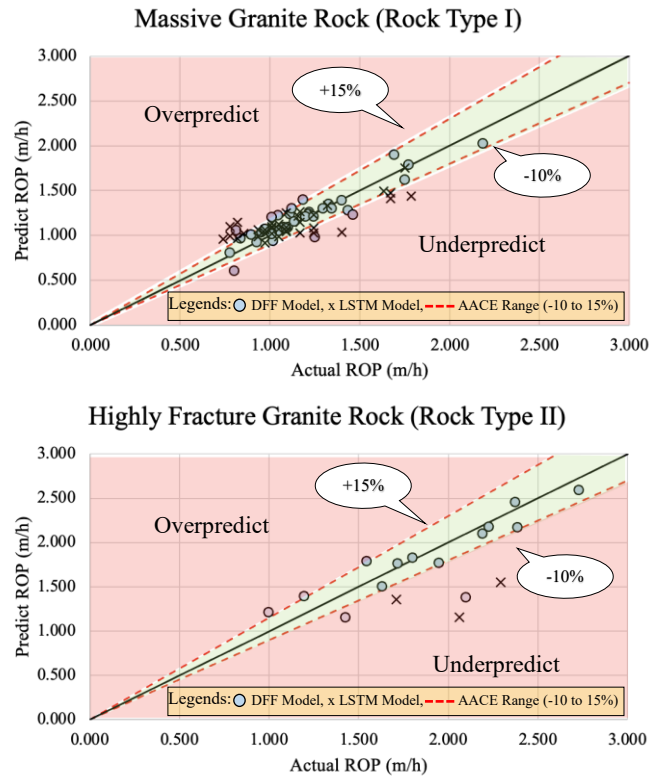 Massive Granite Rock (Rock Type I)
3.000
2.500
2.000
1.500
1.000
0.500
0.000
Predict ROP (m/h)
Overpredict
+15%
-10%
Underpredict
Legends: DFF Model, x LSTM Model, AACE Range (-10 to 15%)
0.000 0.500 1.000 1.500 2.000 2.500 3.000
Actual ROP (m/h)
Highly Fracture Granite Rock (Rock Type II)
3.000
2.500
2.000
1.500
1.000
0.500
0.000
Predict ROP (m/h)
Overpredict
+15%
-10%
Underpredict
Legends: DFF Model, x LSTM Model, AACE Range (-10 to 15%)
0.000 0.500 1.000 1.500 2.000 2.500 3.000
Actual ROP (m/h)